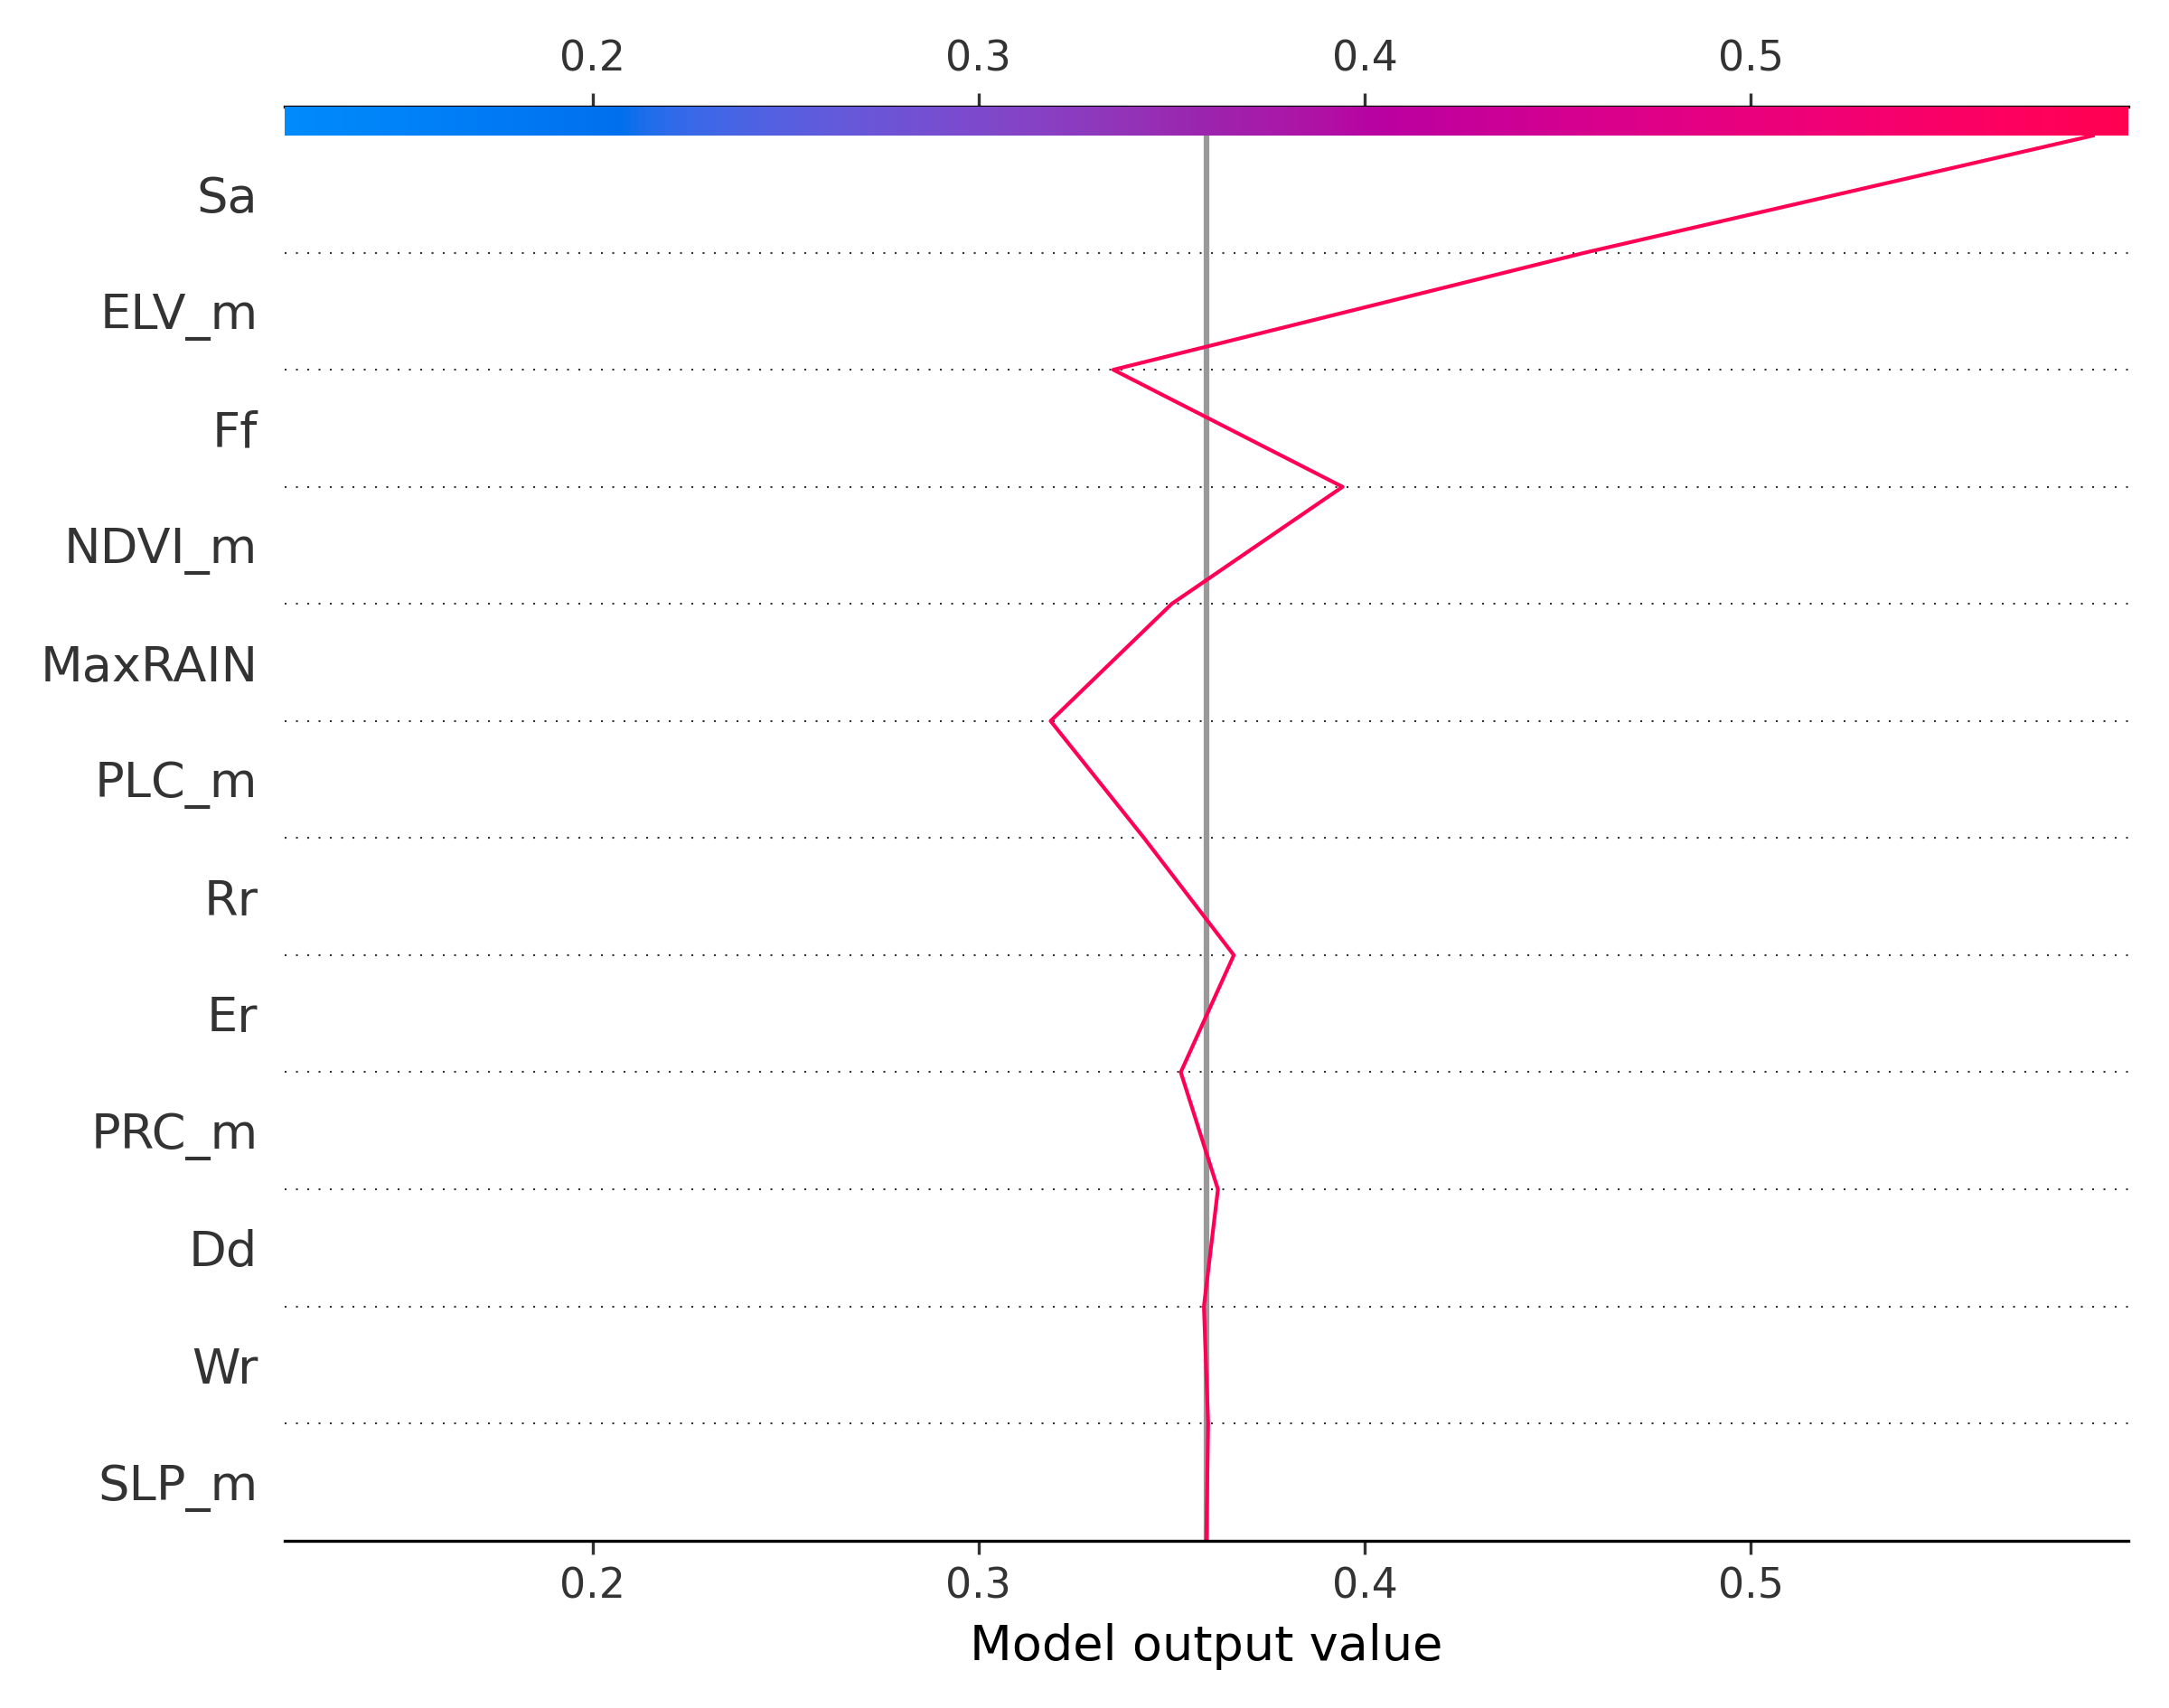 0.2 0.3 0.4 0.5
Sa
ELV_m
Ff
NDVI_m
MaxRAIN
PLC_m
Rr
Er
PRC_m
Dd
Wr
SLP_m
0.2 0.3 0.4 0.5
Model output value